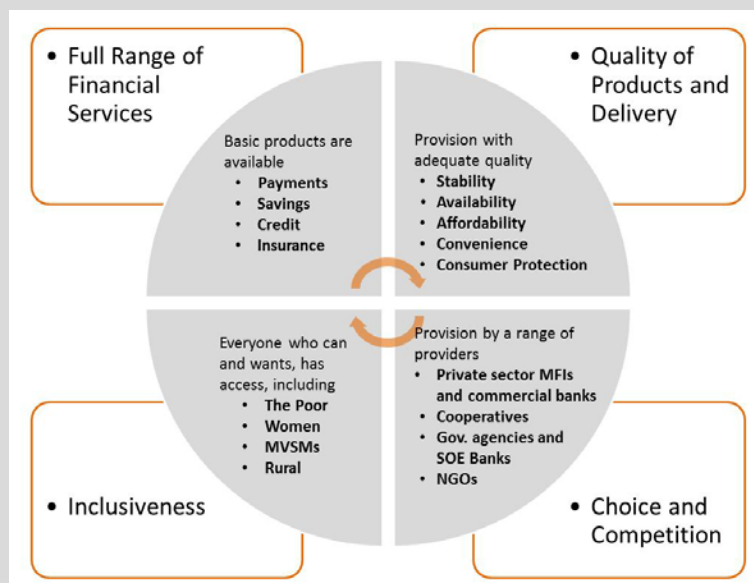 • Full Range of
Financial
Services
• Quality of
Products and
Delivery
Basic products are
available
• Payments
• Savings
• Credit
• Insurance
Provision with
adequate quality
• Stability
• Availability
• Affordability
• Convenience
• Consumer Protection
Everyone who can
and wants, has
access, including
• The Poor
• Women
• MVSMs
• Rural
Provision by a range of
providers
• Private sector MFIs
and commercial banks
• Cooperatives
• Gov. agencies and
SOE Banks
• NGOs
• Inclusiveness
• Choice and
Competition